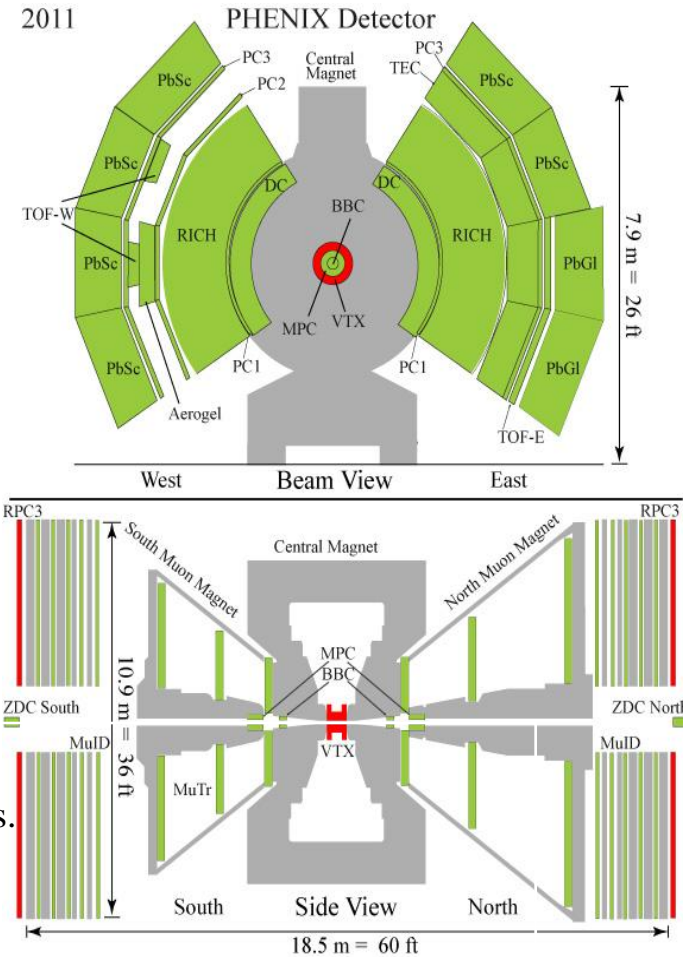 2011 PHENIX Detector
Central
Magnet
PC3
PC2
TEC
PC3
PbSc
PbSc
PbSc
PbSc
DC
DC
BBC
TOF-W
RICH
RICH
PbSc
PbGl
MPC
VTX
7.9 m = 26 ft
PbSc
PC1
PC1
PbGl
Aerogel
TOF-E
West Beam View East
RPC3
RPC3
South Muon Magnet
Central Magnet
North Muon Magnet
MPC
BBC
10.9 m = 36 ft
ZDC South
ZDC North
MuID
VTX
MuID
MuTr
s.
South Side View North
18.5 m = 60 ft